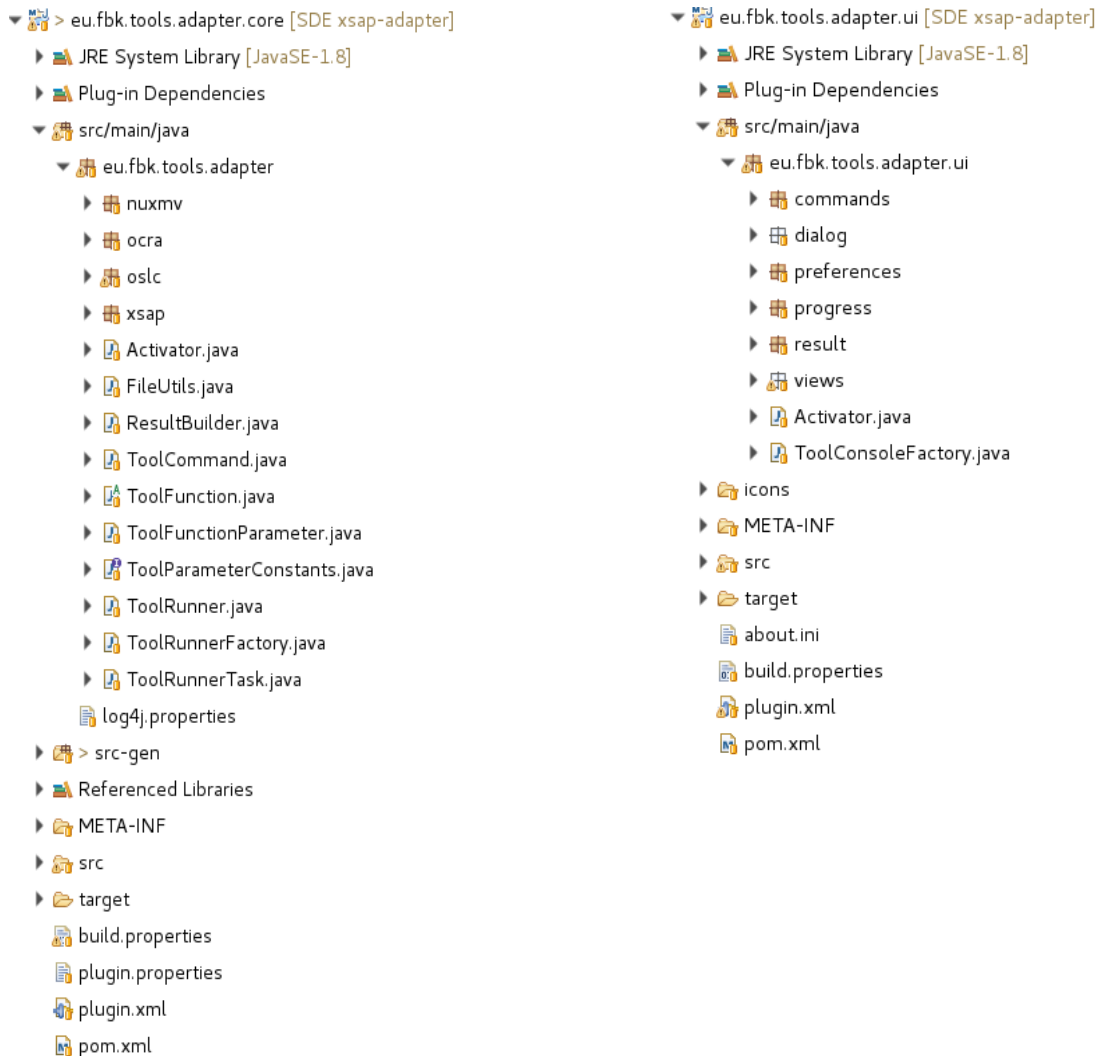 > eu.fbk.tools.adapter.core [SDE xsap-adapter]
JRE System Library [JavaSE-1.8]
Plug-in Dependencies
src/main/java
eu.fbk.tools.adapter
nuxmv
ocra
oslc
xsap
Activator.java
FileUtils.java
ResultBuilder.java
ToolCommand.java
ToolFunction.java
ToolFunctionParameter.java
ToolParameterConstants.java
ToolRunner.java
ToolRunnerFactory.java
ToolRunnerTask.java
log4j.properties
> src-gen
Referenced Libraries
META-INF
src
target
build.properties
plugin.properties
plugin.xml
pom.xml
eu.fbk.tools.adapter.ui [SDE xsap-adapter]
JRE System Library [JavaSE-1.8]
Plug-in Dependencies
src/main/java
eu.fbk.tools.adapter.ui
commands
dialog
preferences
progress
result
views
Activator.java
ToolConsoleFactory.java
icons
META-INF
src
target
about.ini
build.properties
plugin.xml
pom.xml